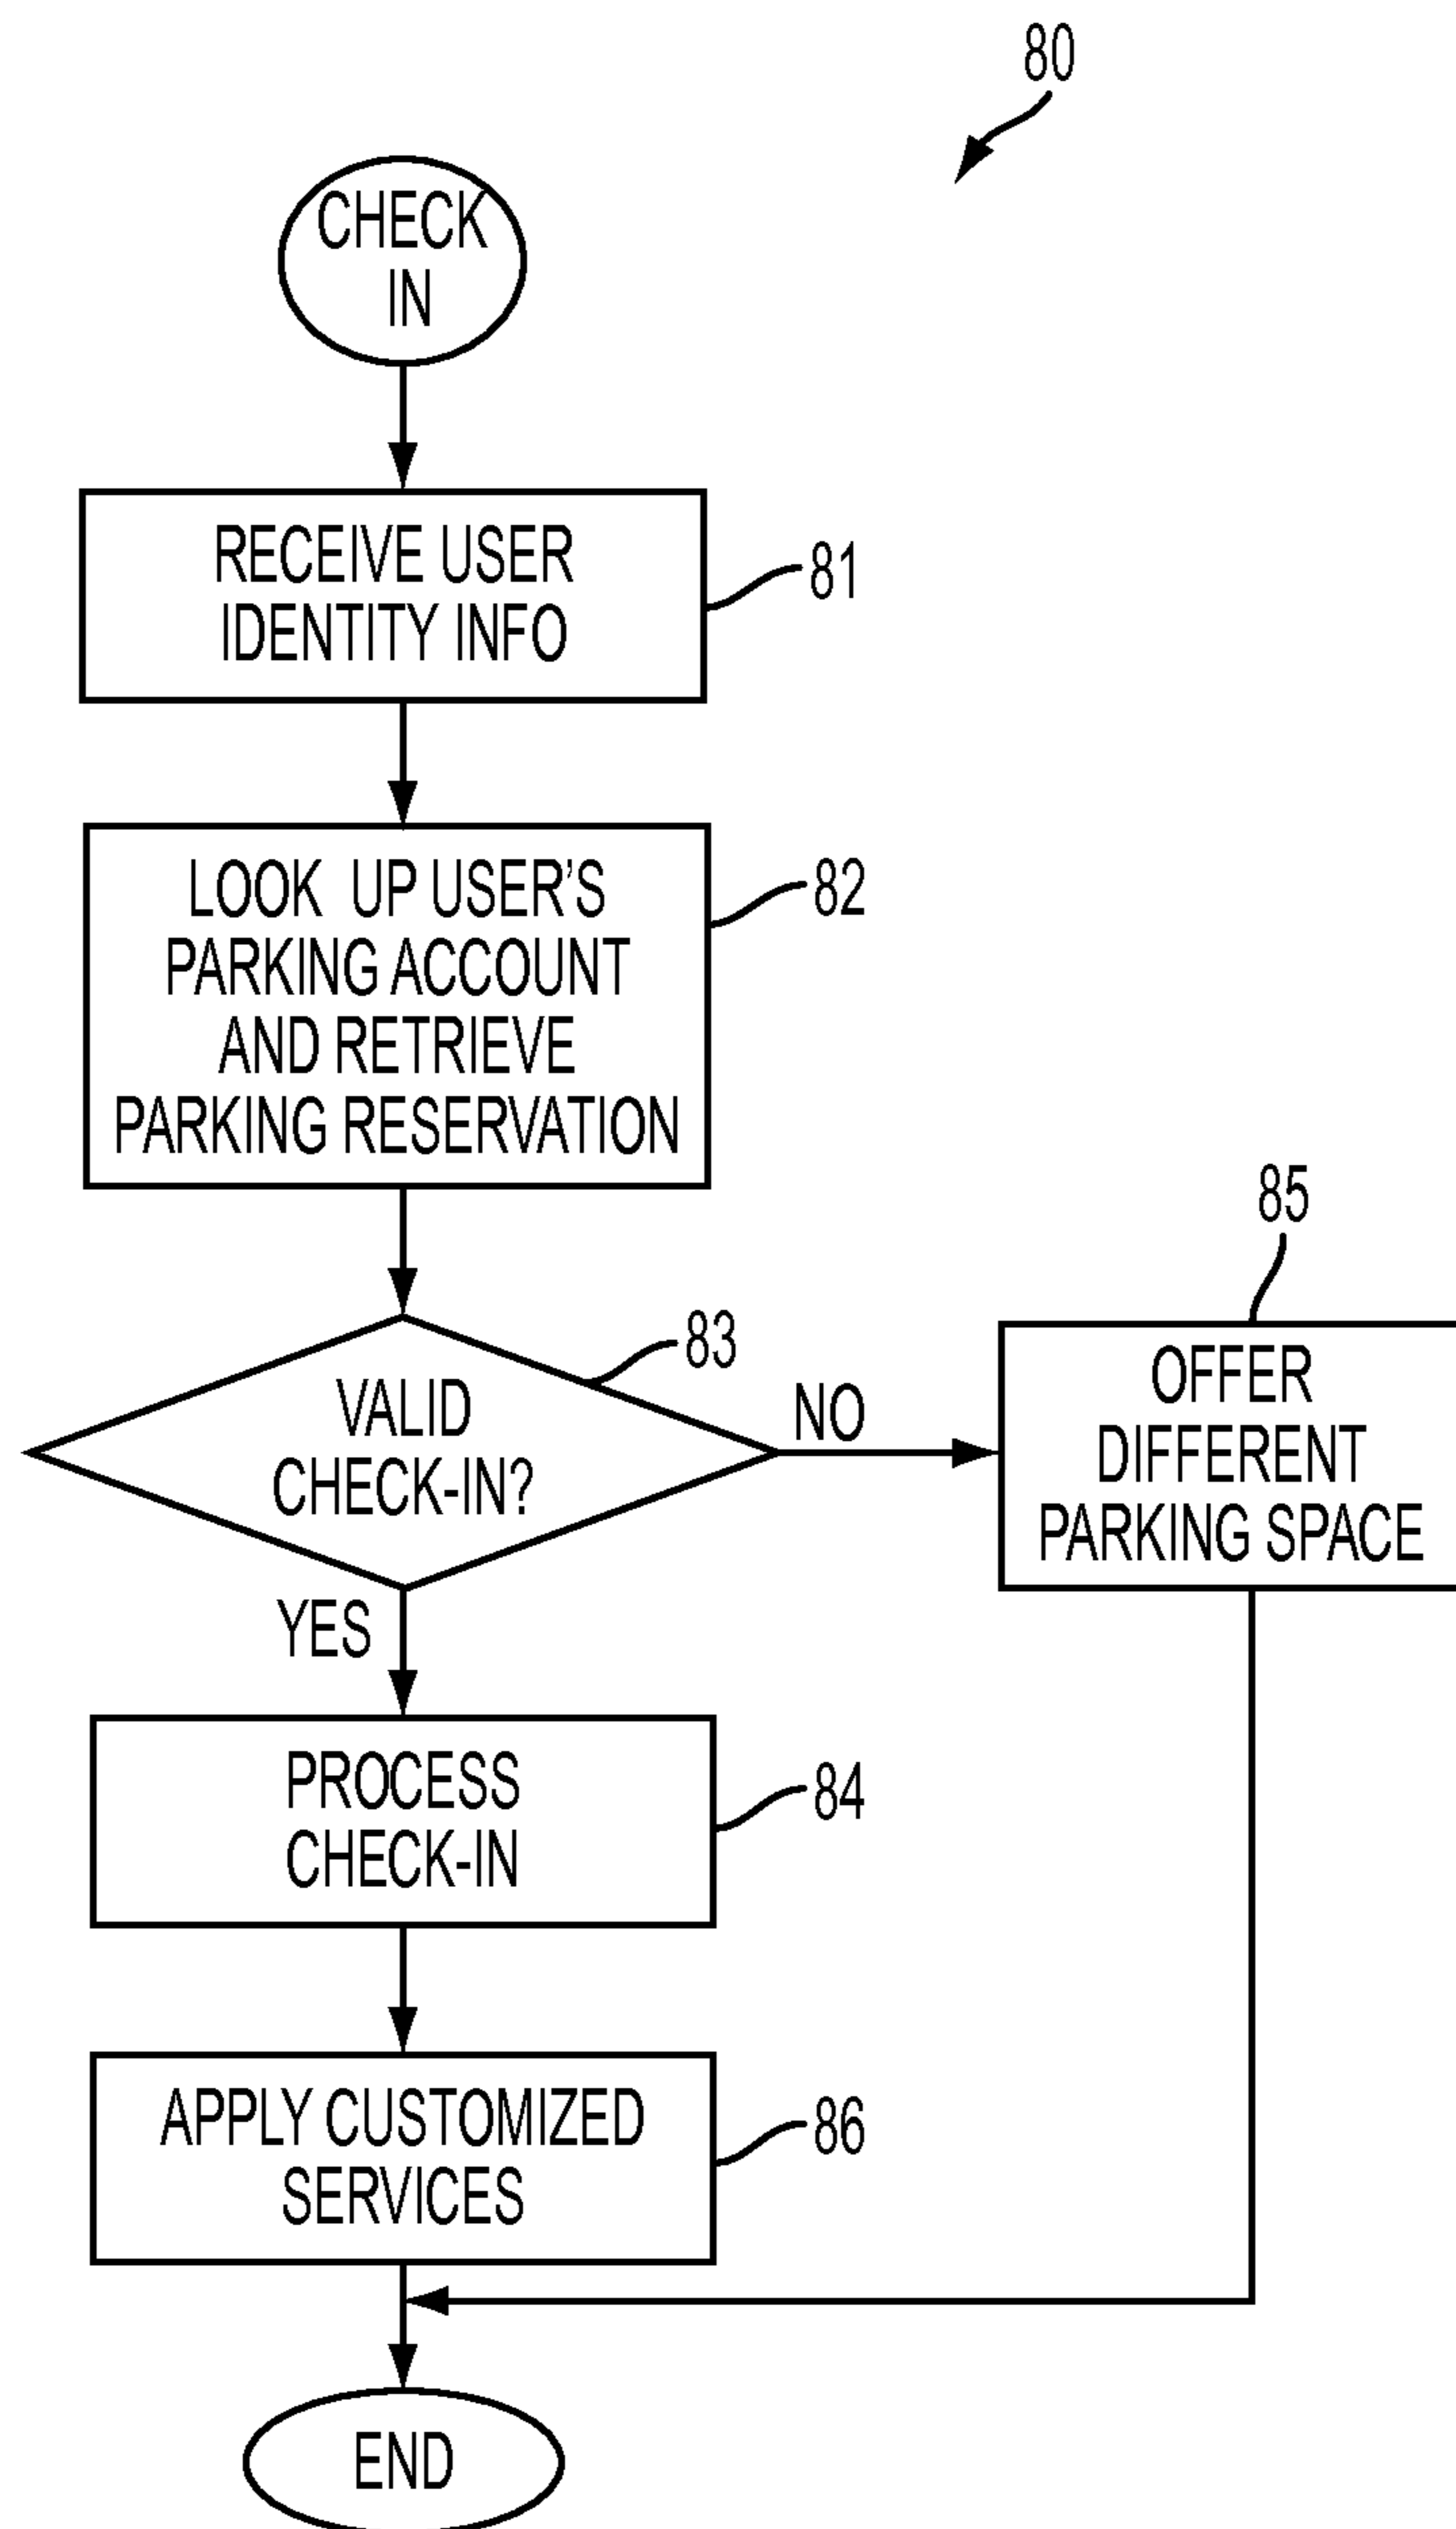 80
CHECK
IN
RECEIVE USER
IDENTITY INFO
81
LOOK UP USER'S
PARKING ACCOUNT
AND RETRIEVE
PARKING RESERVATION
82
83
VALID
CHECK-IN?
NO
85
OFFER
DIFFERENT
PARKING SPACE
YES
PROCESS
CHECK-IN
84
APPLY CUSTOMIZED
SERVICES
86
END